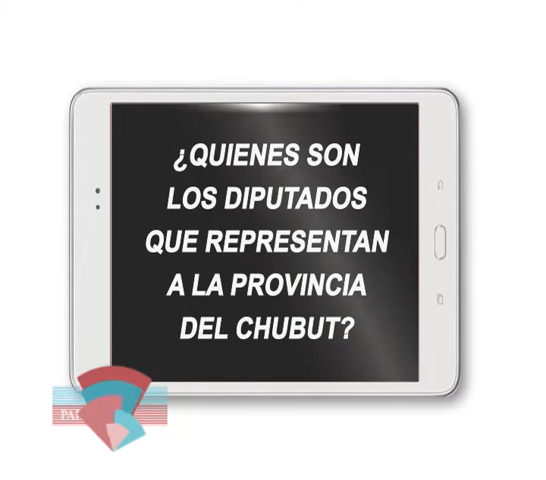 ¿QUIENES SON
LOS DIPUTADOS
QUE REPRESENTAN
A LA PROVINCIA
DEL CHUBUT?